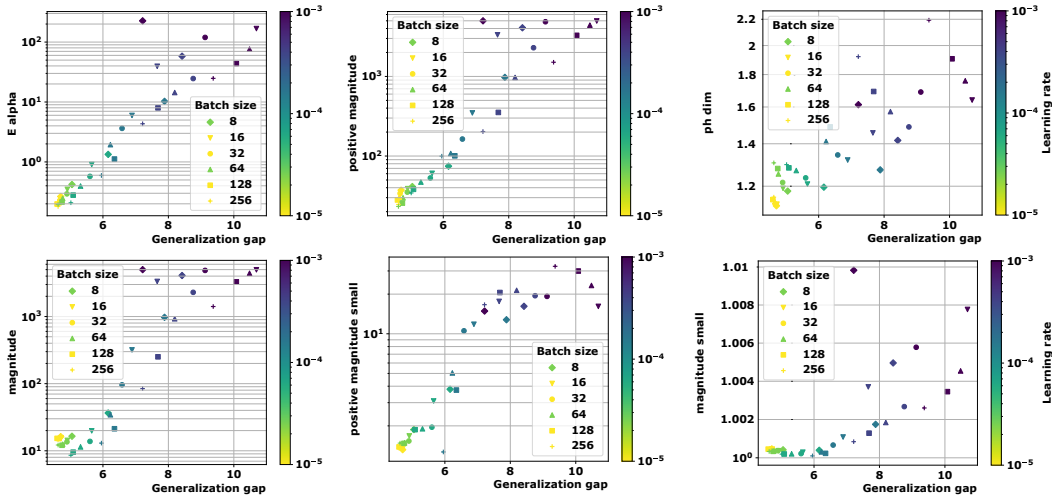 E alpha
10²
10¹
10⁰
6 8 10
Generalization gap
Batch size
8
16
32
64
128
256
10⁻³
10⁻⁴
10⁻⁵
positive magnitude
10³
10²
6 8 10
Generalization gap
Batch size
8
16
32
64
128
256
10⁻³
10⁻⁴
10⁻⁵
ph dim
2.2
2
1.8
1.6
1.4
1.2
6 8 10
Generalization gap
Batch size
8
16
32
64
128
256
10⁻³
10⁻⁴
10⁻⁵
Learning rate
magnitude
10⁴
10³
10²
10¹
6 8 10
Generalization gap
Batch size
8
16
32
64
128
256
10⁻³
10⁻⁴
10⁻⁵
positive magnitude small
10¹
6 8 10
Generalization gap
Batch size
8
16
32
64
128
256
10⁻³
10⁻⁴
10⁻⁵
magnitude small
1.01
1.008
1.006
1.004
1.002
10⁰
6 8 10
Generalization gap
Batch size
8
16
32
64
128
256
10⁻³
10⁻⁴
10⁻⁵
Learning rate